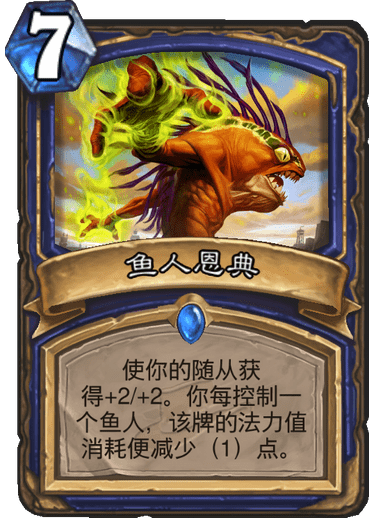 7
鱼人恩典
使你的随从获
得+2/+2。你每控制一
个鱼人，该牌的法力值
消耗便减少（1）点。